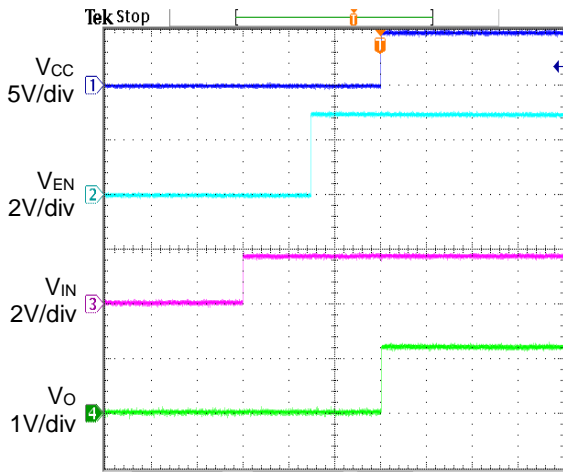 Tek Stop
T
T
VCC
5V/div
1
VEN
2V/div
2
VIN
2V/div
3
VO
1V/div
4